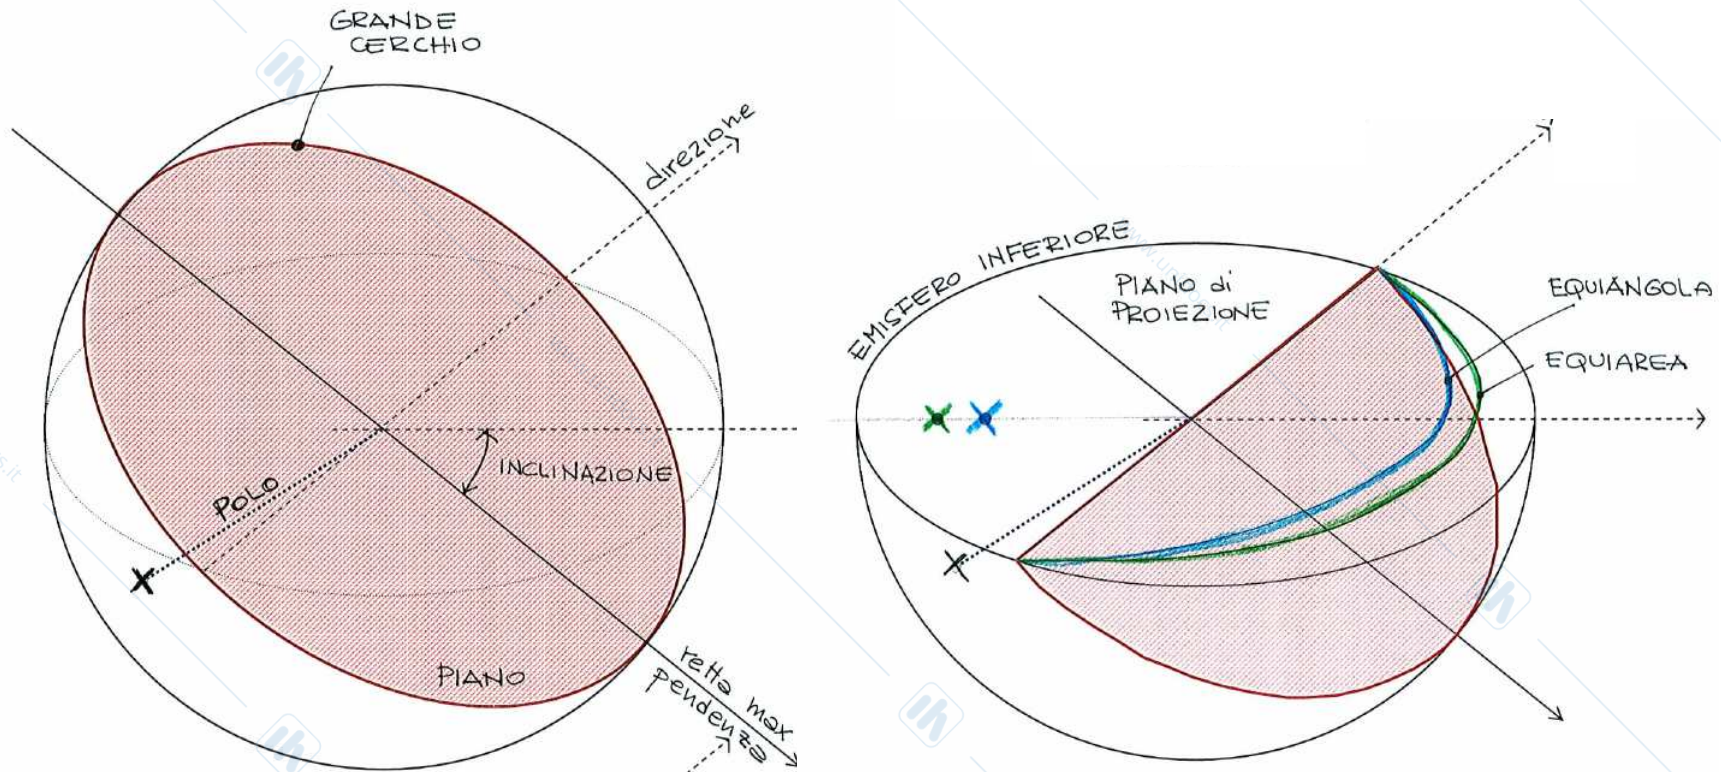 GRANDE
CERCHIO
direzione
INCLINAZIONE
POLO
PIANO
retta max
pendenza
EMISFERO INFERIORE
PIANO di
PROIEZIONE
EQUIANGOLA
EQUIAREA